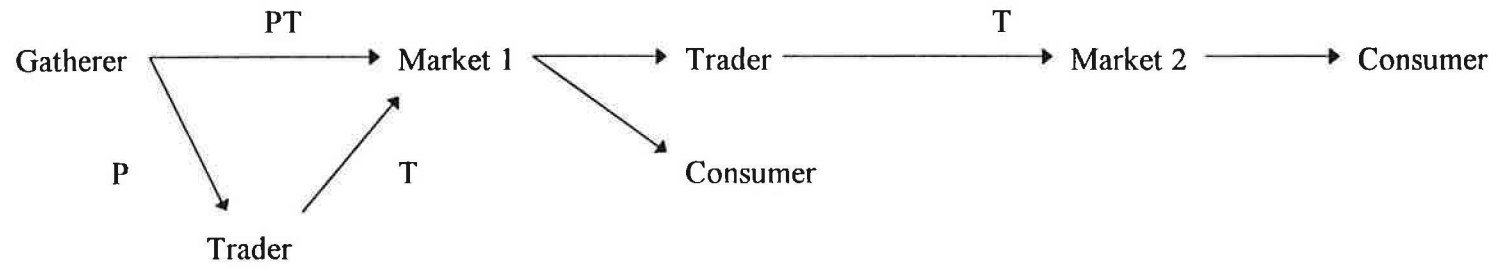 PT T
Gatherer Market 1 Trader Market 2 Consumer
P T Consumer
Trader